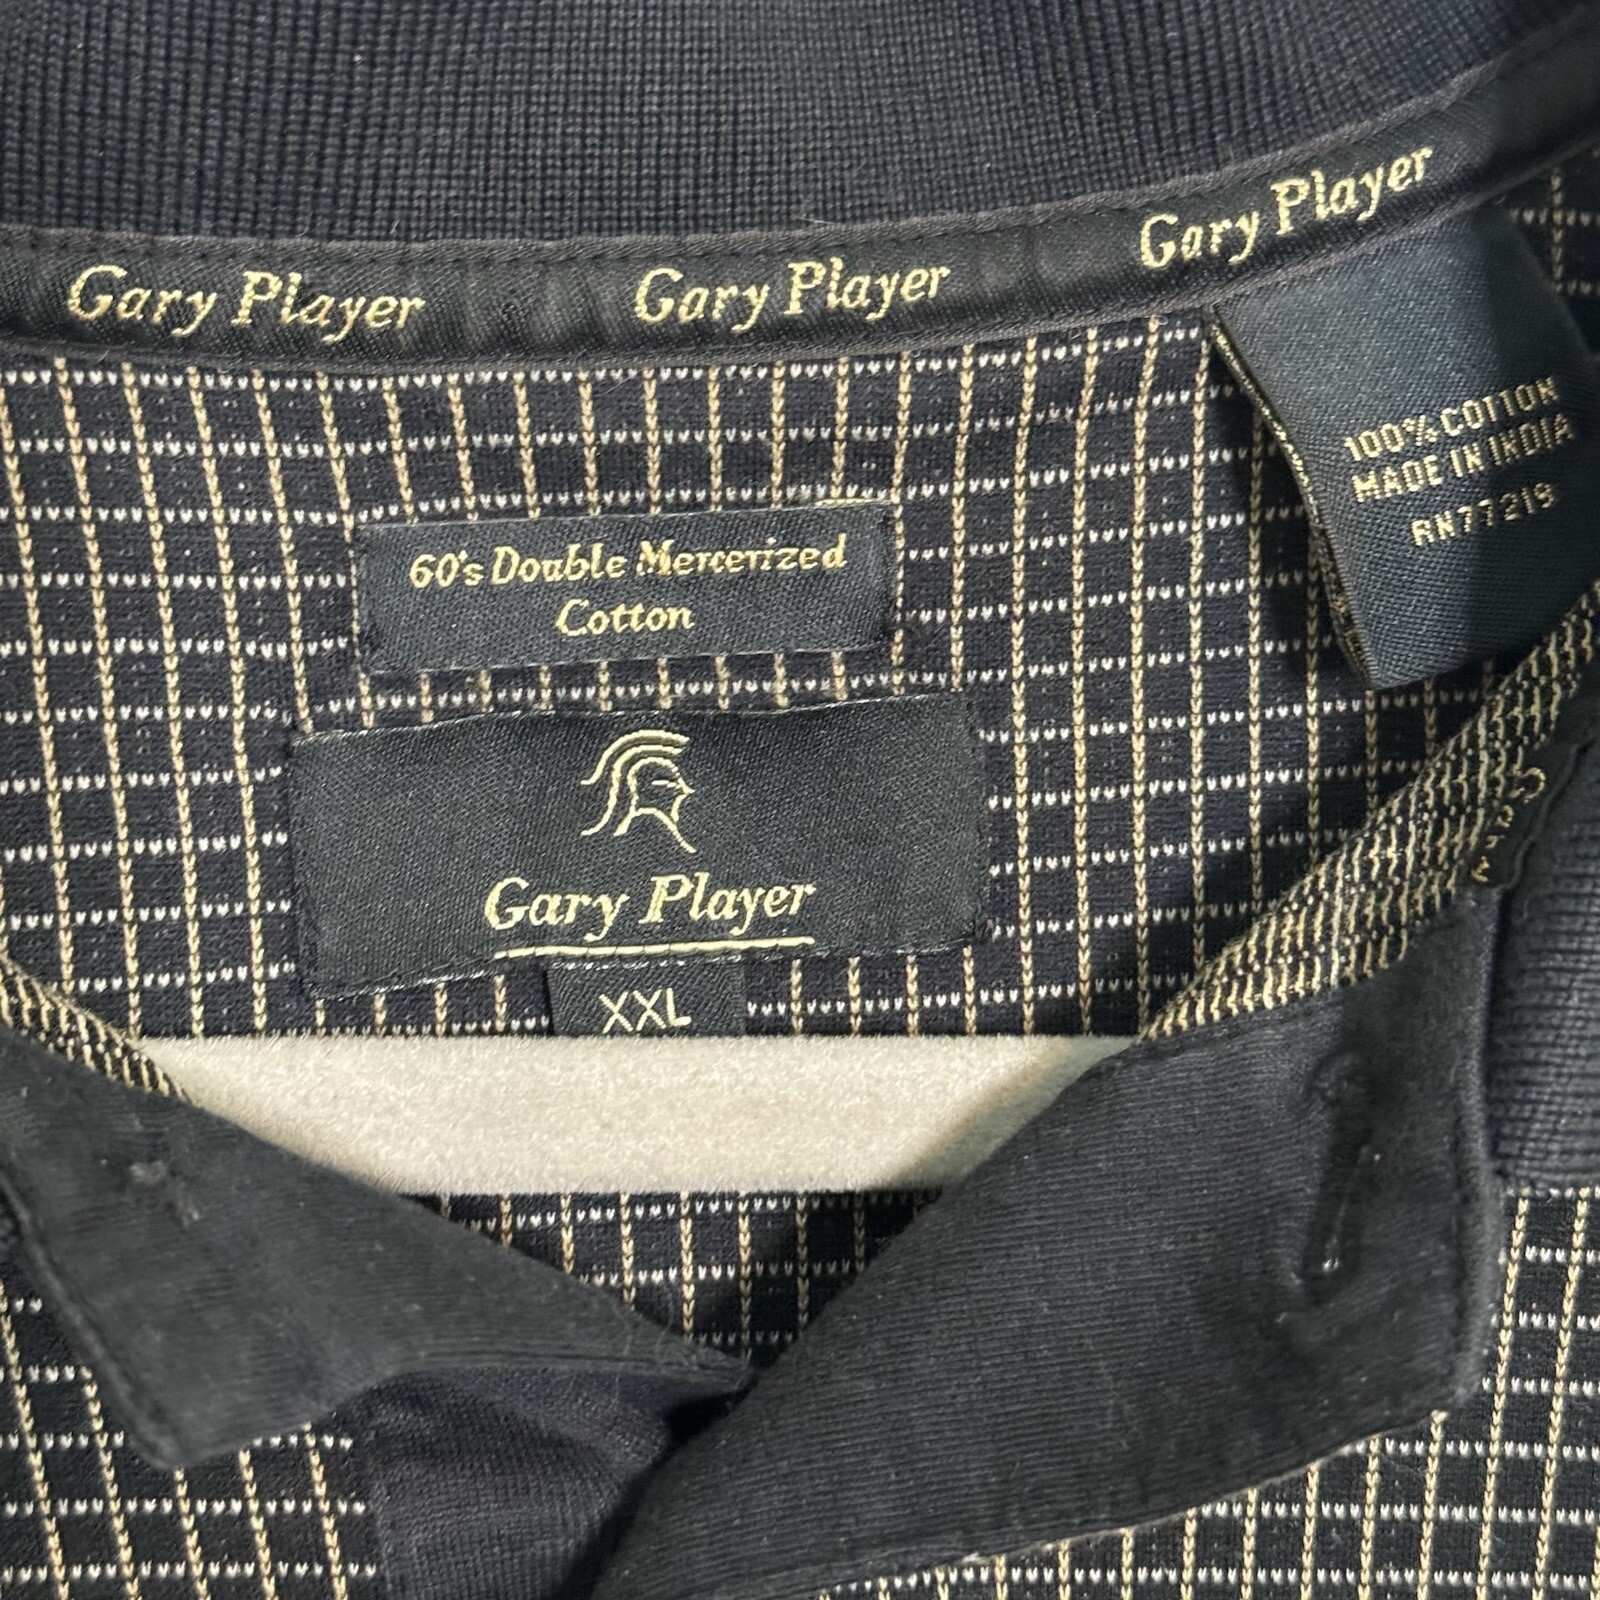 Gary Player
Gary Player
Gary Player
100% COTTON
MADE IN INDIA
RN77219
60's Double Mercerized
Cotton
Gary Player
XXL